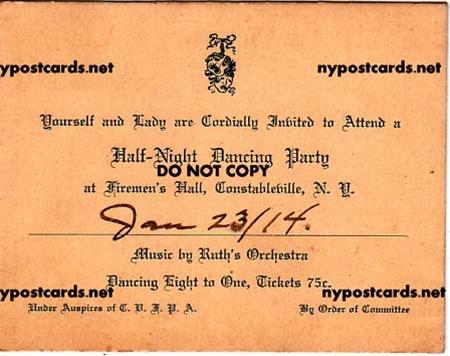 nypostcards.net nypostcards.net
Yourself and Lady are Cordially Invited to Attend a
Half-Night Dancing Party
DO NOT COPY
at Firemen's Hall, Constableville, N. Y.
Jan 23/14.
Music by Ruth's Orchestra
Dancing Eight to One, Tickets 75c.
nypostcards.net nypostcards.net
Under Auspices of C. V. F. P. A. By Order of Committee